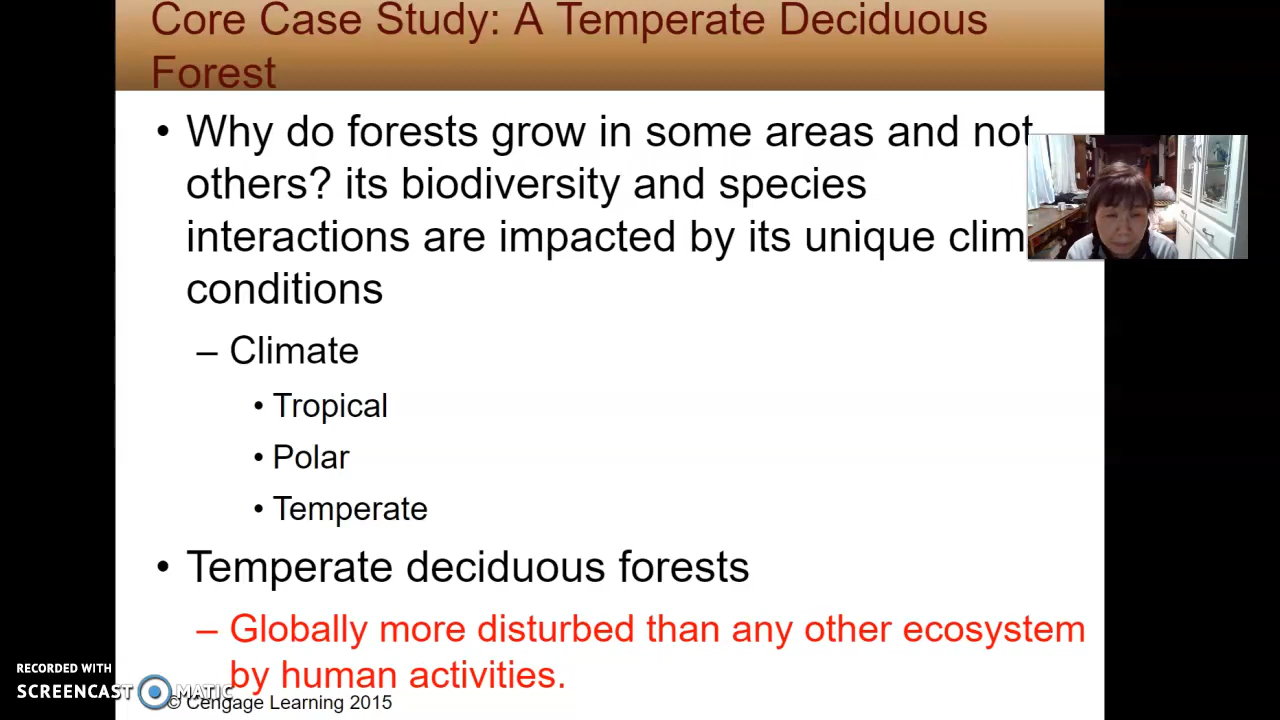 Core Case Study: A Temperate Deciduous
Forest
• Why do forests grow in some areas and not
others? its biodiversity and species
interactions are impacted by its unique clim
conditions
– Climate
• Tropical
• Polar
• Temperate
• Temperate deciduous forests
– Globally more disturbed than any other ecosystem
by human activities.
RECORDED WITH
SCREENCAST MATIC
© Cengage Learning 2015